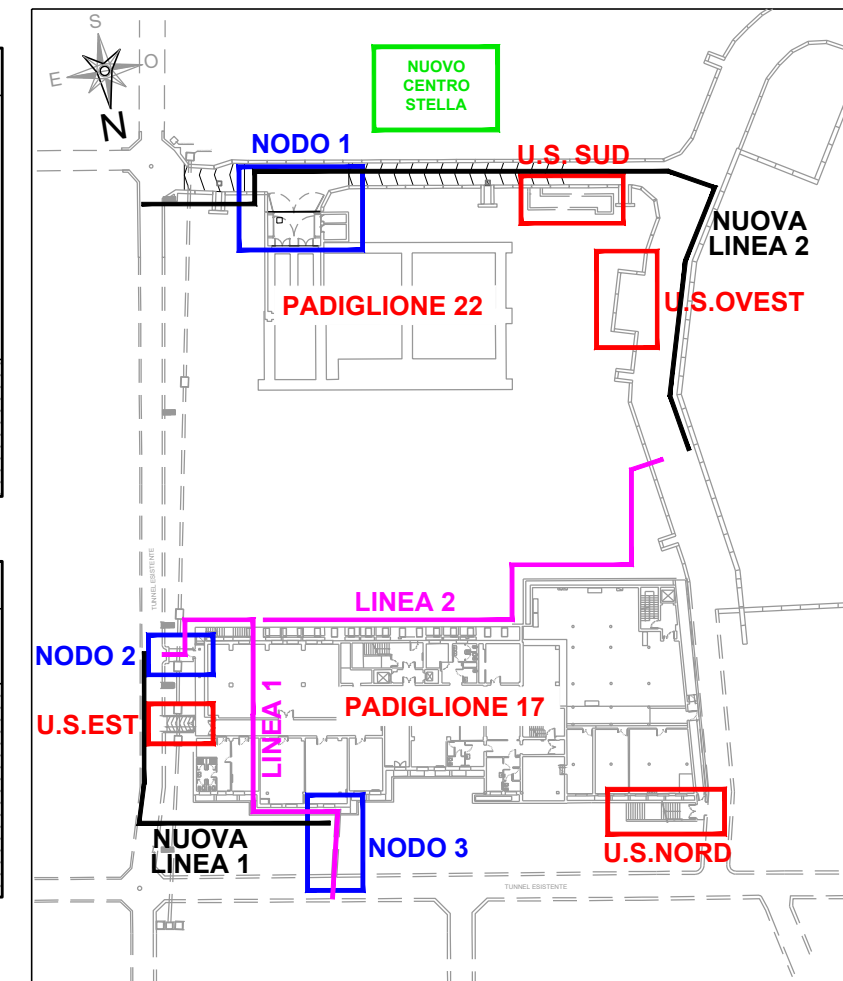 S
E
O
N
NUOVO
CENTRO
STELLA
NODO 1
U.S. SUD
NUOVA
LINEA 2
U.S.OVEST
PADIGLIONE 22
TUNNEL ESISTENTE
LINEA 2
NODO 2
PADIGLIONE 17
U.S.EST
LINEA 1
NUOVA
LINEA 1
NODO 3
U.S.NORD
TUNNEL ESISTENTE